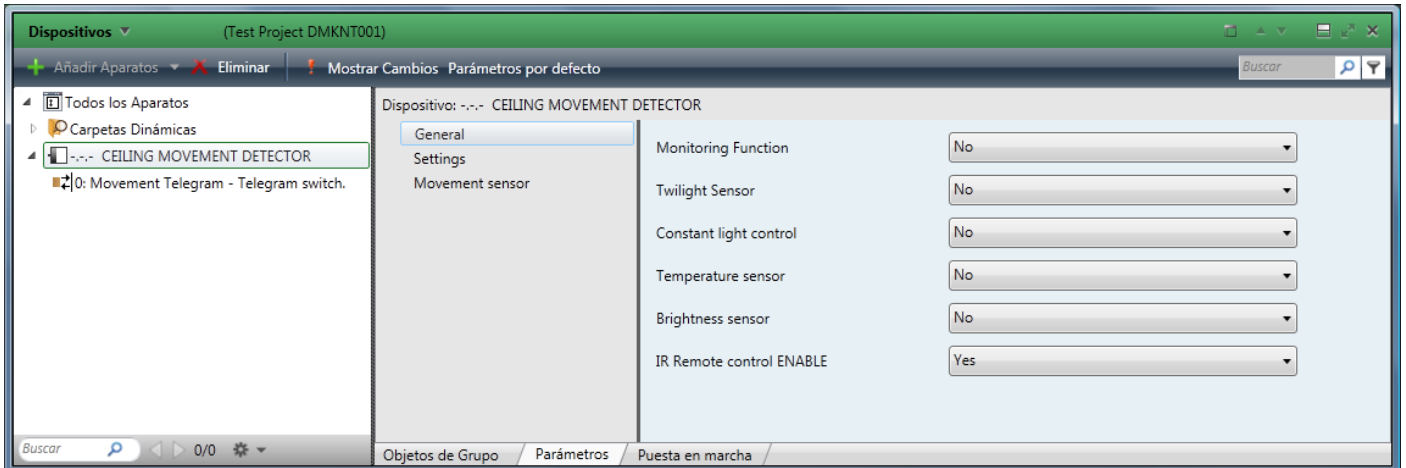 Dispositivos (Test Project DMKNT001)
Añadir Aparatos Eliminar Mostrar Cambios Parámetros por defecto Buscar
Todos los Aparatos
Carpetas Dinámicas
-.-.- CEILING MOVEMENT DETECTOR
0: Movement Telegram - Telegram switch.
Buscar 0/0
Dispositivo: -.-.- CEILING MOVEMENT DETECTOR
General
Settings
Movement sensor
Monitoring Function No
Twilight Sensor No
Constant light control No
Temperature sensor No
Brightness sensor No
IR Remote control ENABLE Yes
Objetos de Grupo Parámetros Puesta en marcha